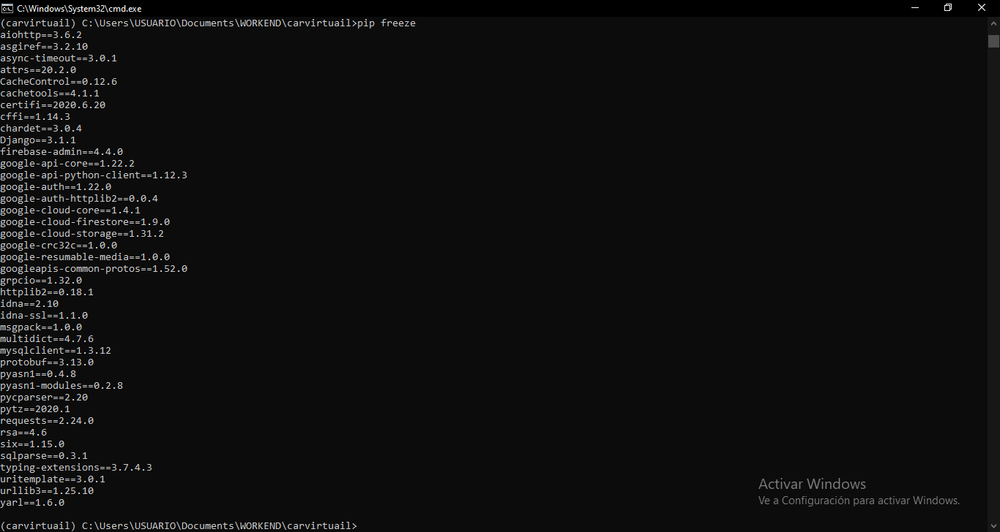 C:\Windows\System32\cmd.exe
(carvirtuail) C:\Users\USUARIO\Documents\WORKEND\carvirtuail>pip freeze
aiohttp==3.6.2
asgiref==3.2.10
async-timeout==3.0.1
attrs==20.2.0
CacheControl==0.12.6
cachetools==4.1.1
certifi==2020.6.20
cffi==1.14.3
chardet==3.0.4
Django==3.1.1
firebase-admin==4.4.0
google-api-core==1.22.2
google-api-python-client==1.12.3
google-auth==1.22.0
google-auth-httplib2==0.0.4
google-cloud-core==1.4.1
google-cloud-firestore==1.9.0
google-cloud-storage==1.31.2
google-crc32c==1.0.0
google-resumable-media==1.0.0
googleapis-common-protos==1.52.0
grpcio==1.32.0
httplib2==0.18.1
idna==2.10
idna-ssl==1.1.0
msgpack==1.0.0
multidict==4.7.6
mysqlclient==1.3.12
protobuf==3.13.0
pyasn1==0.4.8
pyasn1-modules==0.2.8
pycparser==2.20
pytz==2020.1
requests==2.24.0
rsa==4.6
six==1.15.0
sqlparse==0.3.1
typing-extensions==3.7.4.3
uritemplate==3.0.1
urllib3==1.25.10
yarl==1.6.0
(carvirtuail) C:\Users\USUARIO\Documents\WORKEND\carvirtuail>
Activar Windows
Ve a Configuración para activar Windows.